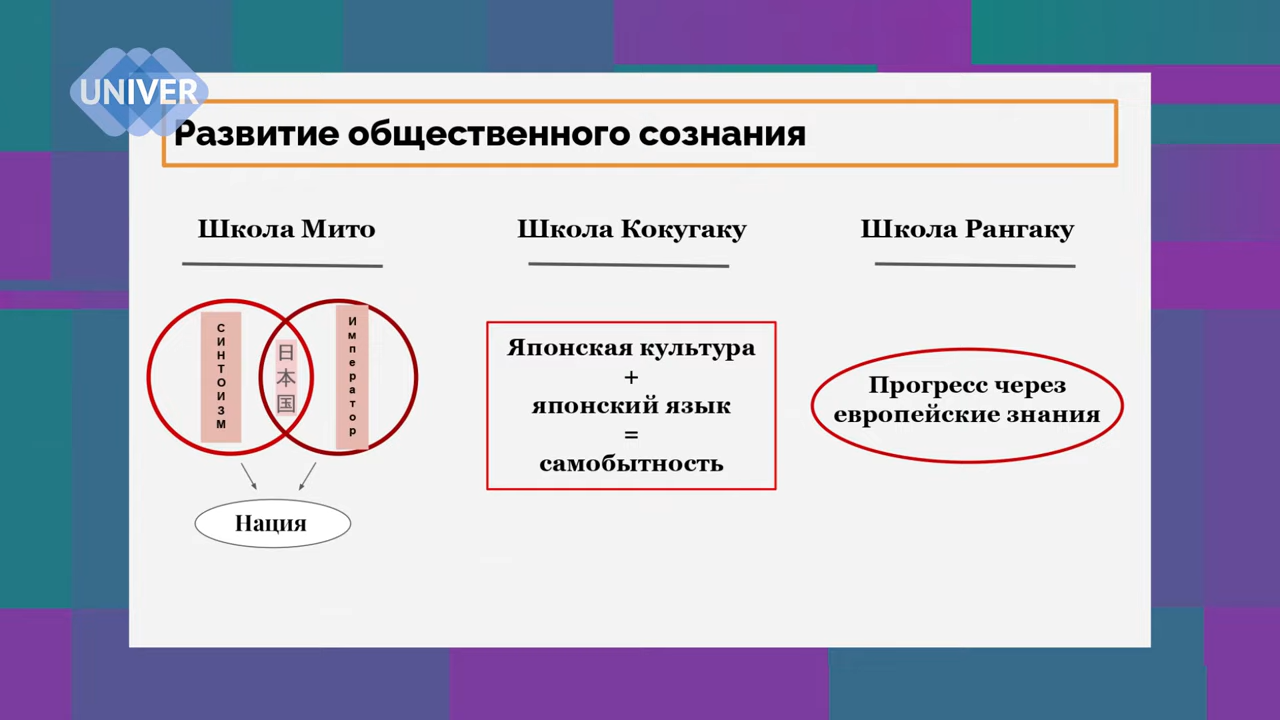 UNIVER
Развитие общественного сознания
Школа Мито
Школа Кокугаку
Школа Рангаку
СИНТОИЗМ
日本国
Император
Нация
Японская культура
+
японский язык
=
самобытность
Прогресс через
европейские знания